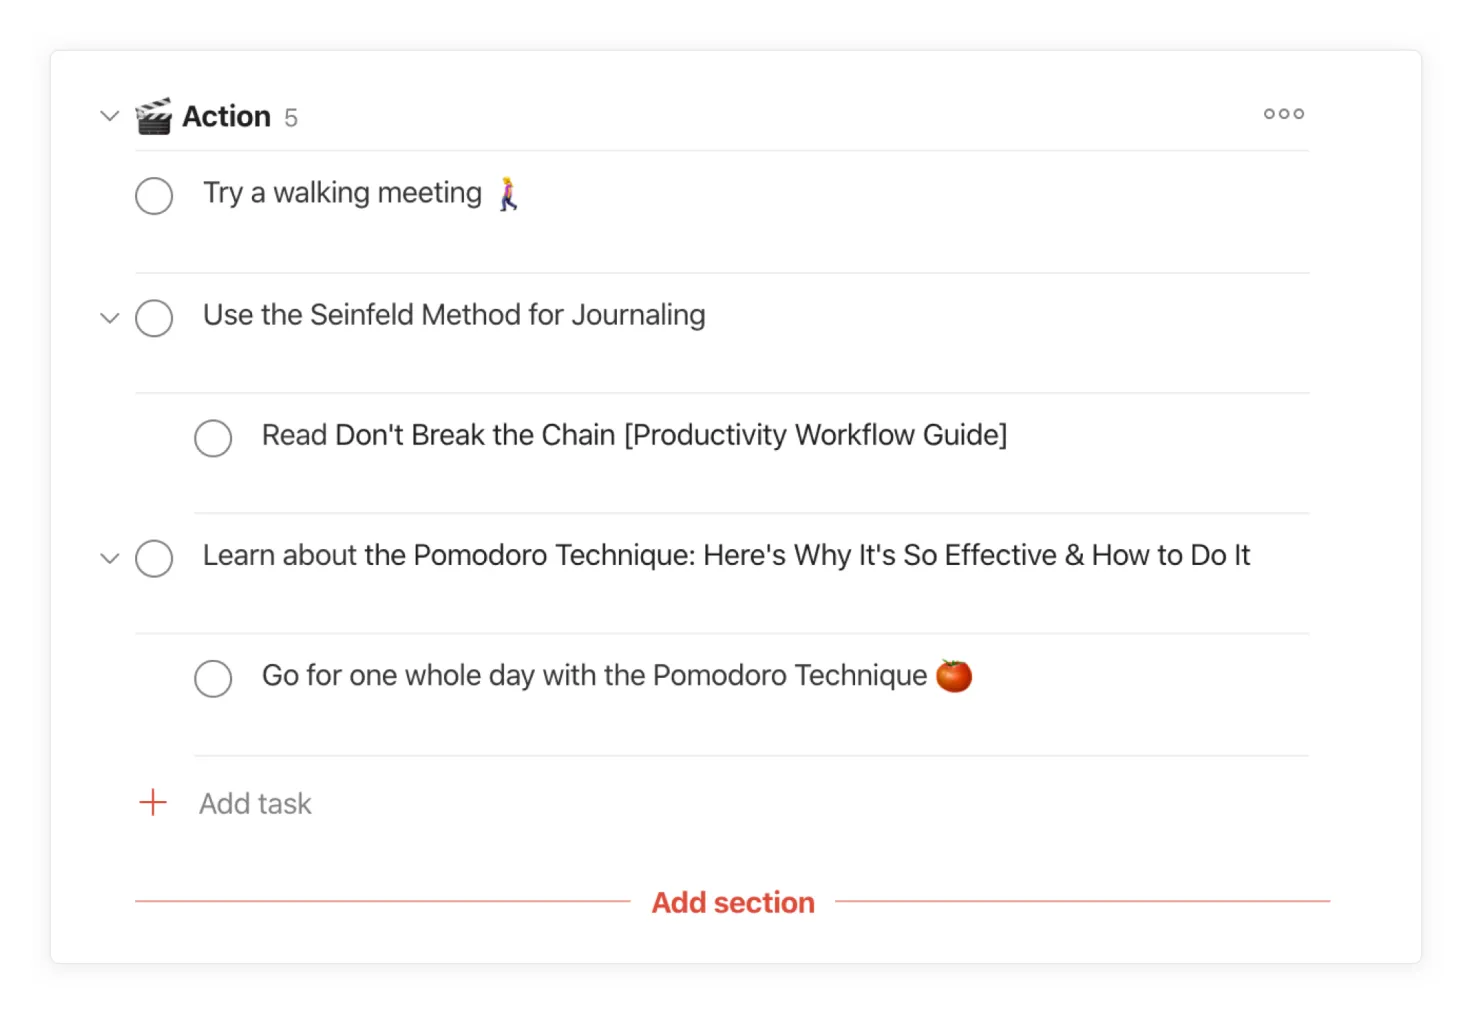 🎬 Action 5
Try a walking meeting 🚶‍♀️
Use the Seinfeld Method for Journaling
Read Don't Break the Chain [Productivity Workflow Guide]
Learn about the Pomodoro Technique: Here's Why It's So Effective & How to Do It
Go for one whole day with the Pomodoro Technique 🍅
Add task
Add section